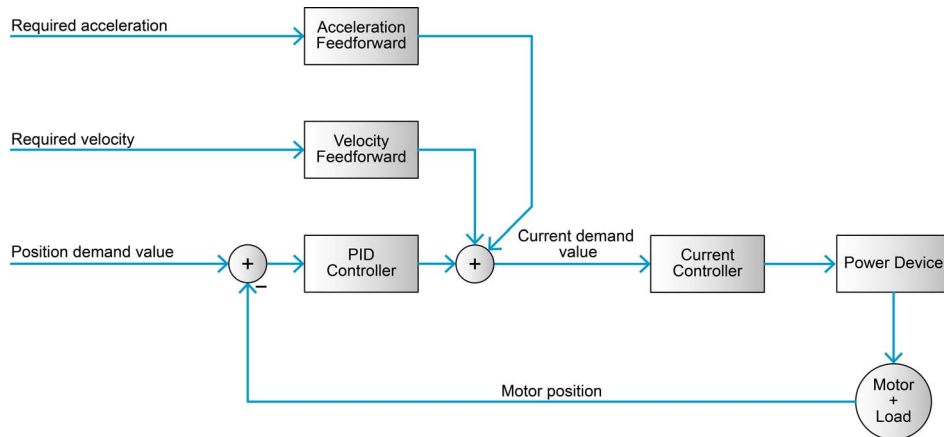 Required acceleration
Acceleration
Feedforward
Required velocity
Velocity
Feedforward
Position demand value
+
−
PID
Controller
+
Current demand
value
Current
Controller
Power Device
Motor position
Motor
+
Load